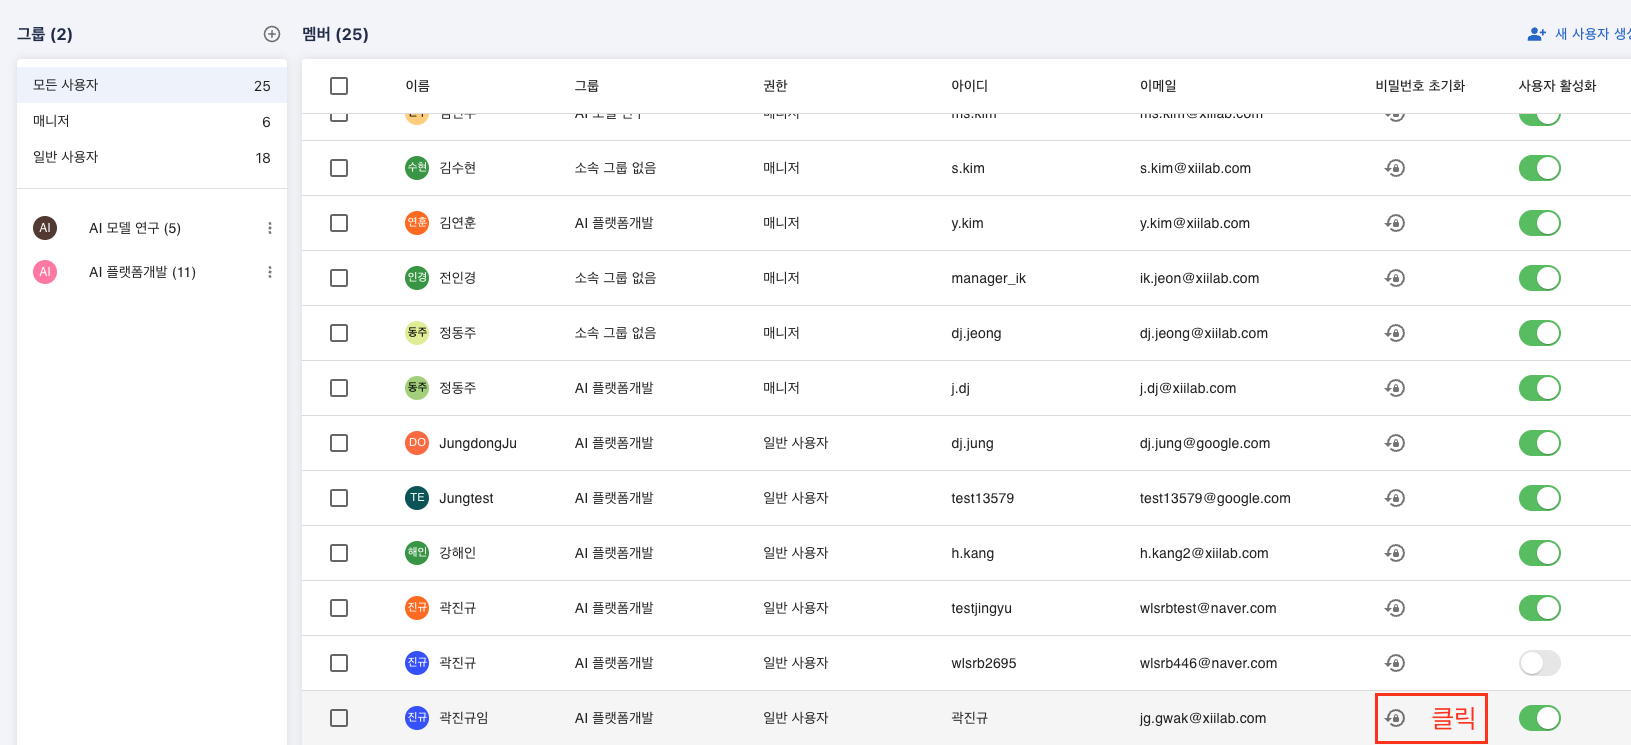 그룹 (2)
멤버 (25)
새 사용자
모든 사용자 25
매니저 6
일반 사용자 18
AI AI 모델 연구 (5)
AI AI 플랫폼개발 (11)
이름 그룹 권한 아이디 이메일 비밀번호 초기화 사용자 활성화
AI 모델 연구 매니저 ms.kim ms.kim@xiilab.com
수현 김수현 소속 그룹 없음 매니저 s.kim s.kim@xiilab.com
연훈 김연훈 AI 플랫폼개발 매니저 y.kim y.kim@xiilab.com
인경 전인경 소속 그룹 없음 매니저 manager_ik ik.jeon@xiilab.com
동주 정동주 소속 그룹 없음 매니저 dj.jeong dj.jeong@xiilab.com
동주 정동주 AI 플랫폼개발 매니저 j.dj j.dj@xiilab.com
DO JungdongJu AI 플랫폼개발 일반 사용자 dj.jung dj.jung@google.com
TE Jungtest AI 플랫폼개발 일반 사용자 test13579 test13579@google.com
해인 강해인 AI 플랫폼개발 일반 사용자 h.kang h.kang2@xiilab.com
진규 곽진규 AI 플랫폼개발 일반 사용자 testjingyu wlsrbtest@naver.com
진규 곽진규 AI 플랫폼개발 일반 사용자 wlsrb2695 wlsrb446@naver.com
진규 곽진규임 AI 플랫폼개발 일반 사용자 곽진규 jg.gwak@xiilab.com 클릭